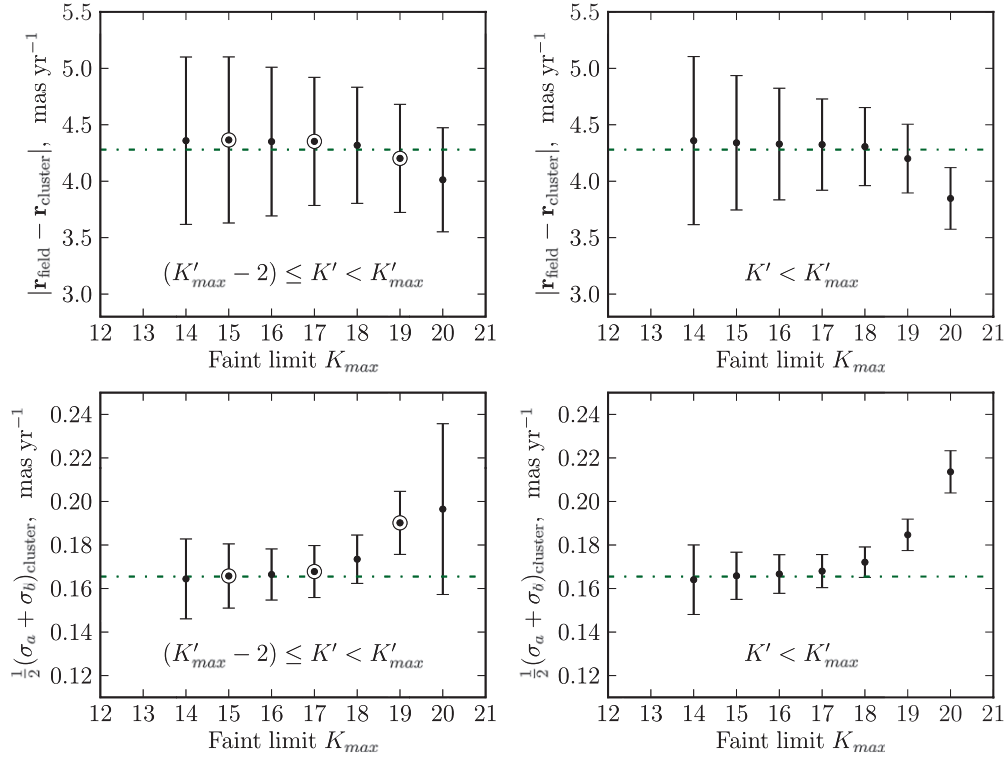 |r_field − r_cluster|, mas yr⁻¹
5.5
5.0
4.5
4.0
3.5
3.0
(K′_max − 2) ≤ K′ < K′_max
12 13 14 15 16 17 18 19 20 21
Faint limit K_max
|r_field − r_cluster|, mas yr⁻¹
5.5
5.0
4.5
4.0
3.5
3.0
K′ < K′_max
12 13 14 15 16 17 18 19 20 21
Faint limit K_max
½(σ_a + σ_b)_cluster, mas yr⁻¹
0.24
0.22
0.20
0.18
0.16
0.14
0.12
(K′_max − 2) ≤ K′ < K′_max
12 13 14 15 16 17 18 19 20 21
Faint limit K_max
½(σ_a + σ_b)_cluster, mas yr⁻¹
0.24
0.22
0.20
0.18
0.16
0.14
0.12
K′ < K′_max
12 13 14 15 16 17 18 19 20 21
Faint limit K_max